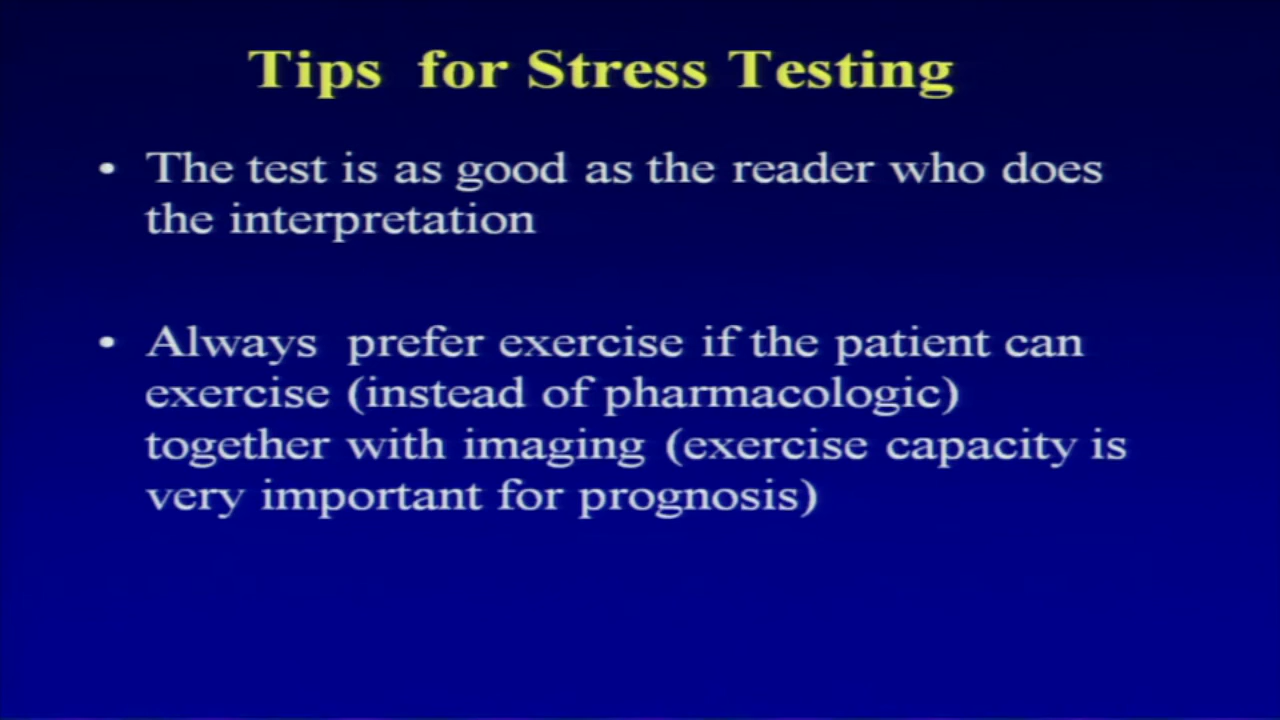 Tips for Stress Testing
• The test is as good as the reader who does
the interpretation
• Always prefer exercise if the patient can
exercise (instead of pharmacologic)
together with imaging (exercise capacity is
very important for prognosis)